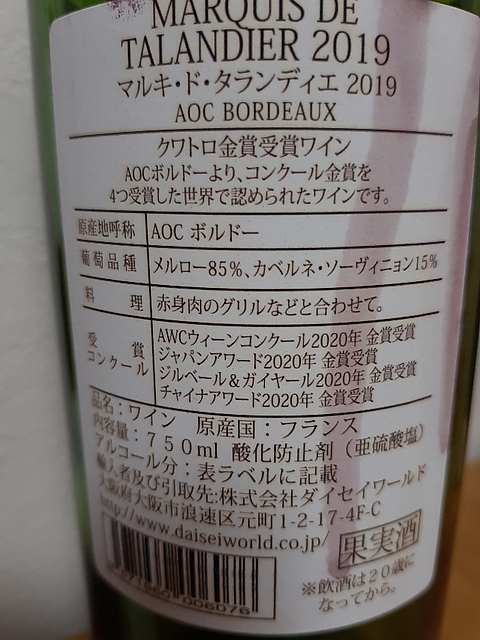 MARQUIS DE
TALANDIER 2019
マルキ・ド・タランディエ 2019
AOC BORDEAUX
クワトロ金賞受賞ワイン
AOCボルドーより、コンクール金賞を
4つ受賞した世界で認められたワインです。
原産地呼称 AOC ボルドー
葡萄品種 メルロー85%、カベルネ・ソーヴィニョン15%
料理 赤身肉のグリルなどと合わせて。
受賞コンクール
AWCウィーンコンクール2020年 金賞受賞
ジャパンアワード2020年 金賞受賞
ジルベール&ガイヤール2020年 金賞受賞
チャイナアワード2020年 金賞受賞
品名:ワイン 原産国:フランス
内容量:750ml 酸化防止剤(亜硫酸塩)
アルコール分:表ラベルに記載
輸入者及び引取先:株式会社ダイセイワールド
大阪府大阪市浪速区元町1-2-17-4F-C
http://www.daiseiworld.co.jp/
果実酒
※飲酒は20歳に
なってから。